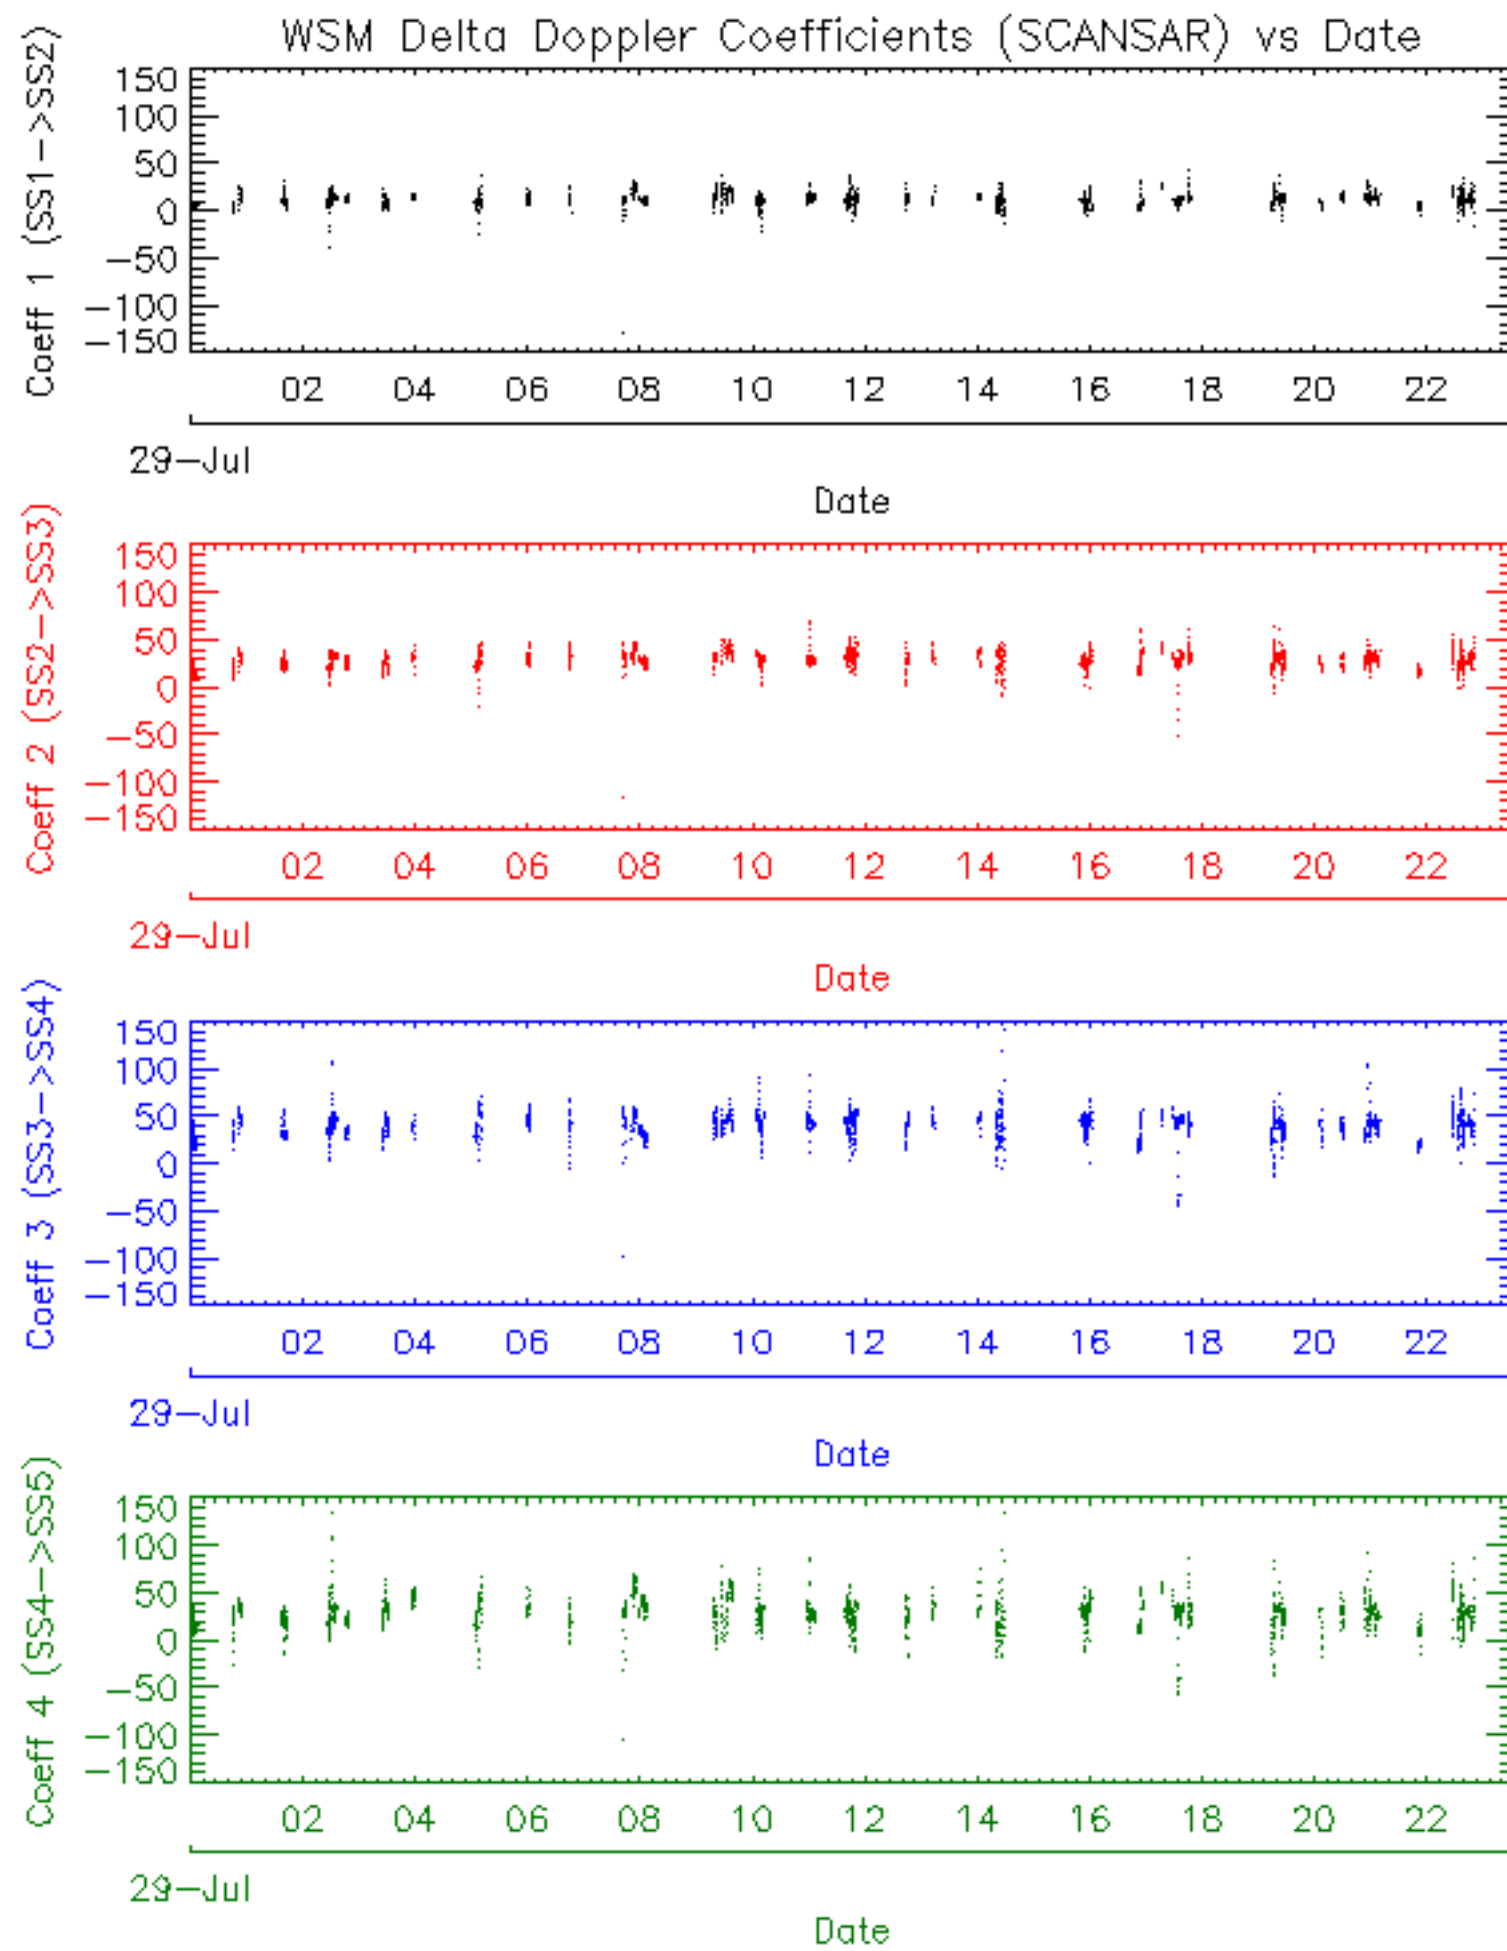 WSM Delta Doppler Coefficients (SCANSAR) vs Date
Coeff 1 (SS1->SS2)
150
100
50
0
-50
-100
-150
02 04 06 08 10 12 14 16 18 20 22
29-Jul
Date
Coeff 2 (SS2->SS3)
150
100
50
0
-50
-100
-150
02 04 06 08 10 12 14 16 18 20 22
29-Jul
Date
Coeff 3 (SS3->SS4)
150
100
50
0
-50
-100
-150
02 04 06 08 10 12 14 16 18 20 22
29-Jul
Date
Coeff 4 (SS4->SS5)
150
100
50
0
-50
-100
-150
02 04 06 08 10 12 14 16 18 20 22
29-Jul
Date